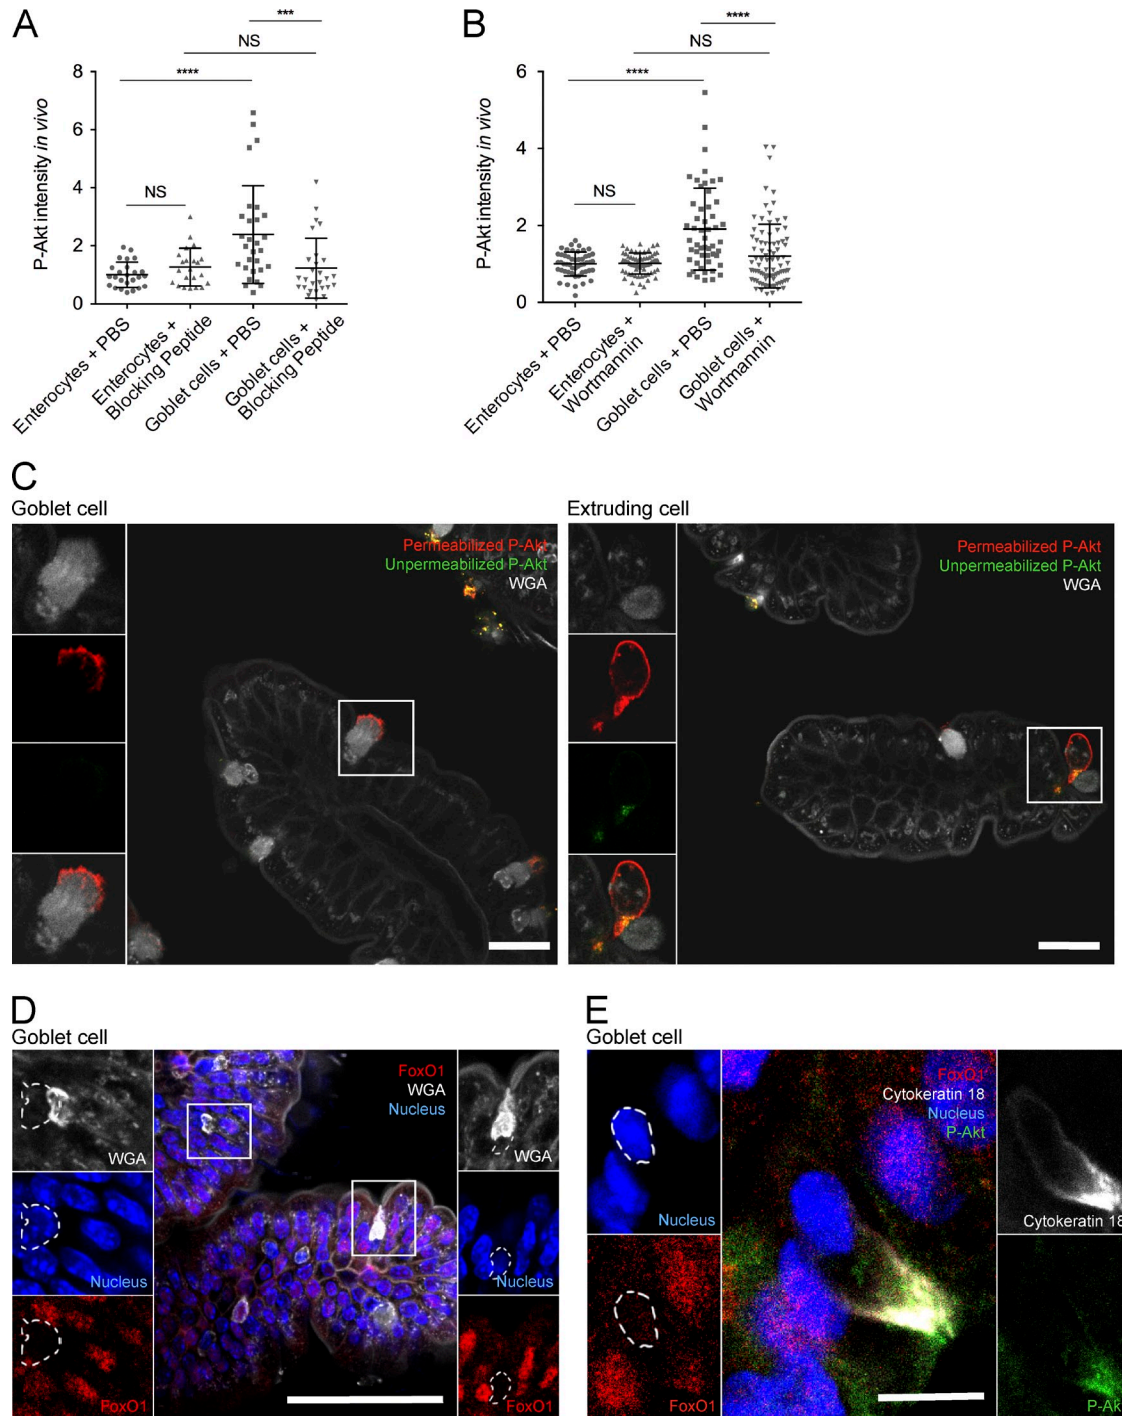 A
B
***
NS
****
NS
8
6
4
2
0
P-Akt intensity in vivo
Enterocytes + PBS
Enterocytes +
Blocking Peptide
Goblet cells + PBS
Goblet cells +
Blocking Peptide
****
NS
****
NS
6
4
2
0
P-Akt intensity in vivo
Enterocytes + PBS
Enterocytes +
Wortmannin
Goblet cells + PBS
Goblet cells +
Wortmannin
C
Goblet cell
Permeabilized P-Akt
Unpermeabilized P-Akt
WGA
Extruding cell
Permeabilized P-Akt
Unpermeabilized P-Akt
WGA
D
Goblet cell
WGA
Nucleus
FoxO1
FoxO1
WGA
Nucleus
WGA
Nucleus
FoxO1
E
Goblet cell
Nucleus
FoxO1
FoxO1
Cytokeratin 18
Nucleus
P-Akt
Cytokeratin 18
P-Ak